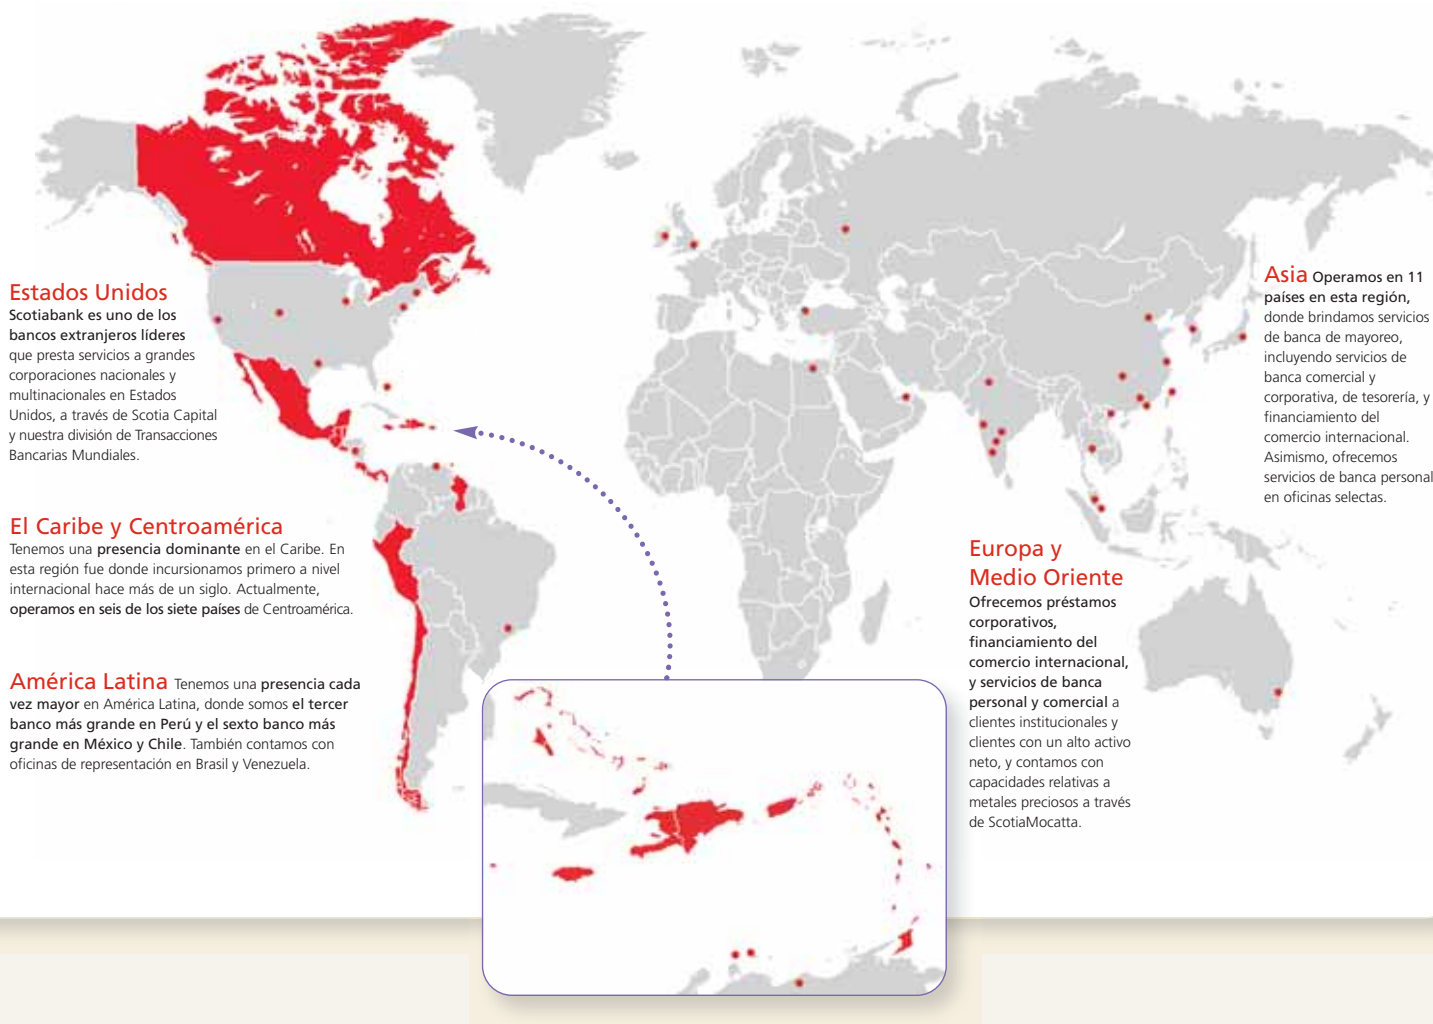 Estados Unidos
Scotiabank es uno de los
bancos extranjeros líderes
que presta servicios a grandes
corporaciones nacionales y
multinacionales en Estados
Unidos, a través de Scotia Capital
y nuestra división de Transacciones
Bancarias Mundiales.
El Caribe y Centroamérica
Tenemos una presencia dominante en el Caribe. En
esta región fue donde incursionamos primero a nivel
internacional hace más de un siglo. Actualmente,
operamos en seis de los siete países de Centroamérica.
América Latina Tenemos una presencia cada
vez mayor en América Latina, donde somos el tercer
banco más grande en Perú y el sexto banco más
grande en México y Chile. También contamos con
oficinas de representación en Brasil y Venezuela.
Europa y
Medio Oriente
Ofrecemos préstamos
corporativos,
financiamiento del
comercio internacional,
y servicios de banca
personal y comercial a
clientes institucionales y
clientes con un alto activo
neto, y contamos con
capacidades relativas a
metales preciosos a través
de ScotiaMocatta.
Asia Operamos en 11
países en esta región,
donde brindamos servicios
de banca de mayoreo,
incluyendo servicios de
banca comercial y
corporativa, de tesorería, y
financiamiento del
comercio internacional.
Asimismo, ofrecemos
servicios de banca personal
en oficinas selectas.